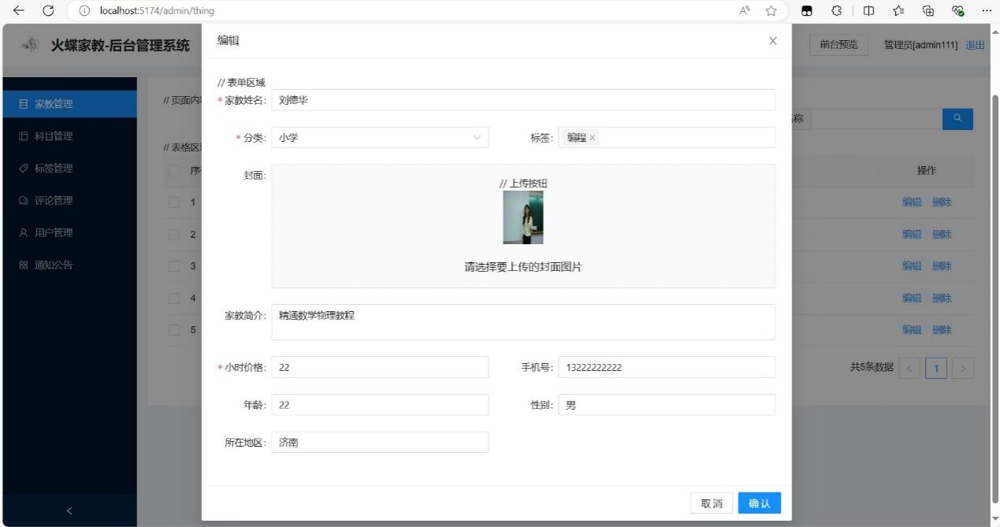 localhost:5174/admin/thing
火蝶家教-后台管理系统
前台预览 管理员[admin111] 退出
编辑
家教管理
科目管理
标签管理
评论管理
用户管理
通知公告
// 页面内
称
// 表格区
序
操作
1 编辑 删除
2 编辑 删除
3 编辑 删除
4 编辑 删除
5 编辑 删除
共5条数据 < 1 >
// 表单区域
* 家教姓名: 刘德华
* 分类: 小学 标签: 编程 ×
封面:
// 上传按钮
请选择要上传的封面图片
家教简介: 精通数学物理教程
* 小时价格: 22 手机号: 13222222222
年龄: 22 性别: 男
所在地区: 济南
取消 确认